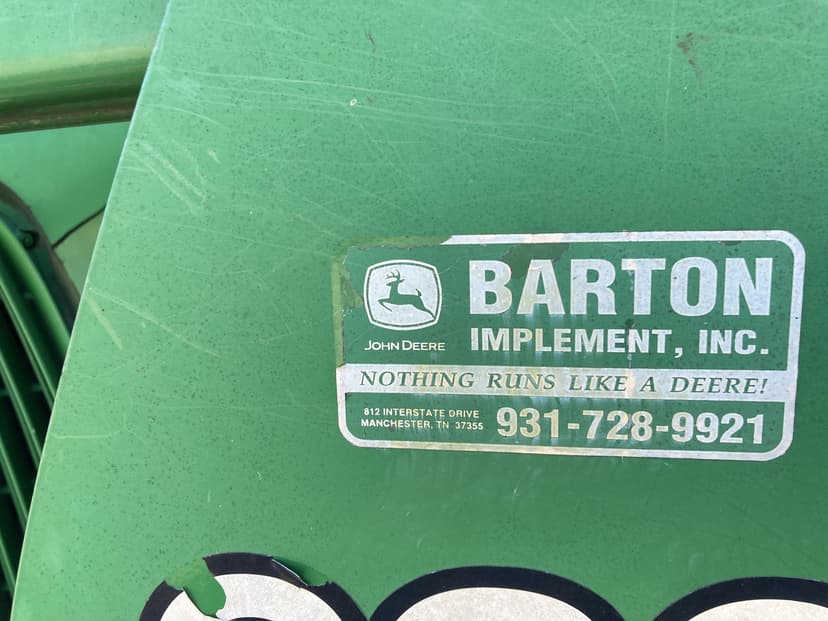 BARTON
IMPLEMENT, INC.
JOHN DEERE
NOTHING RUNS LIKE A DEERE!
812 INTERSTATE DRIVE
MANCHESTER, TN 37355
931-728-9921